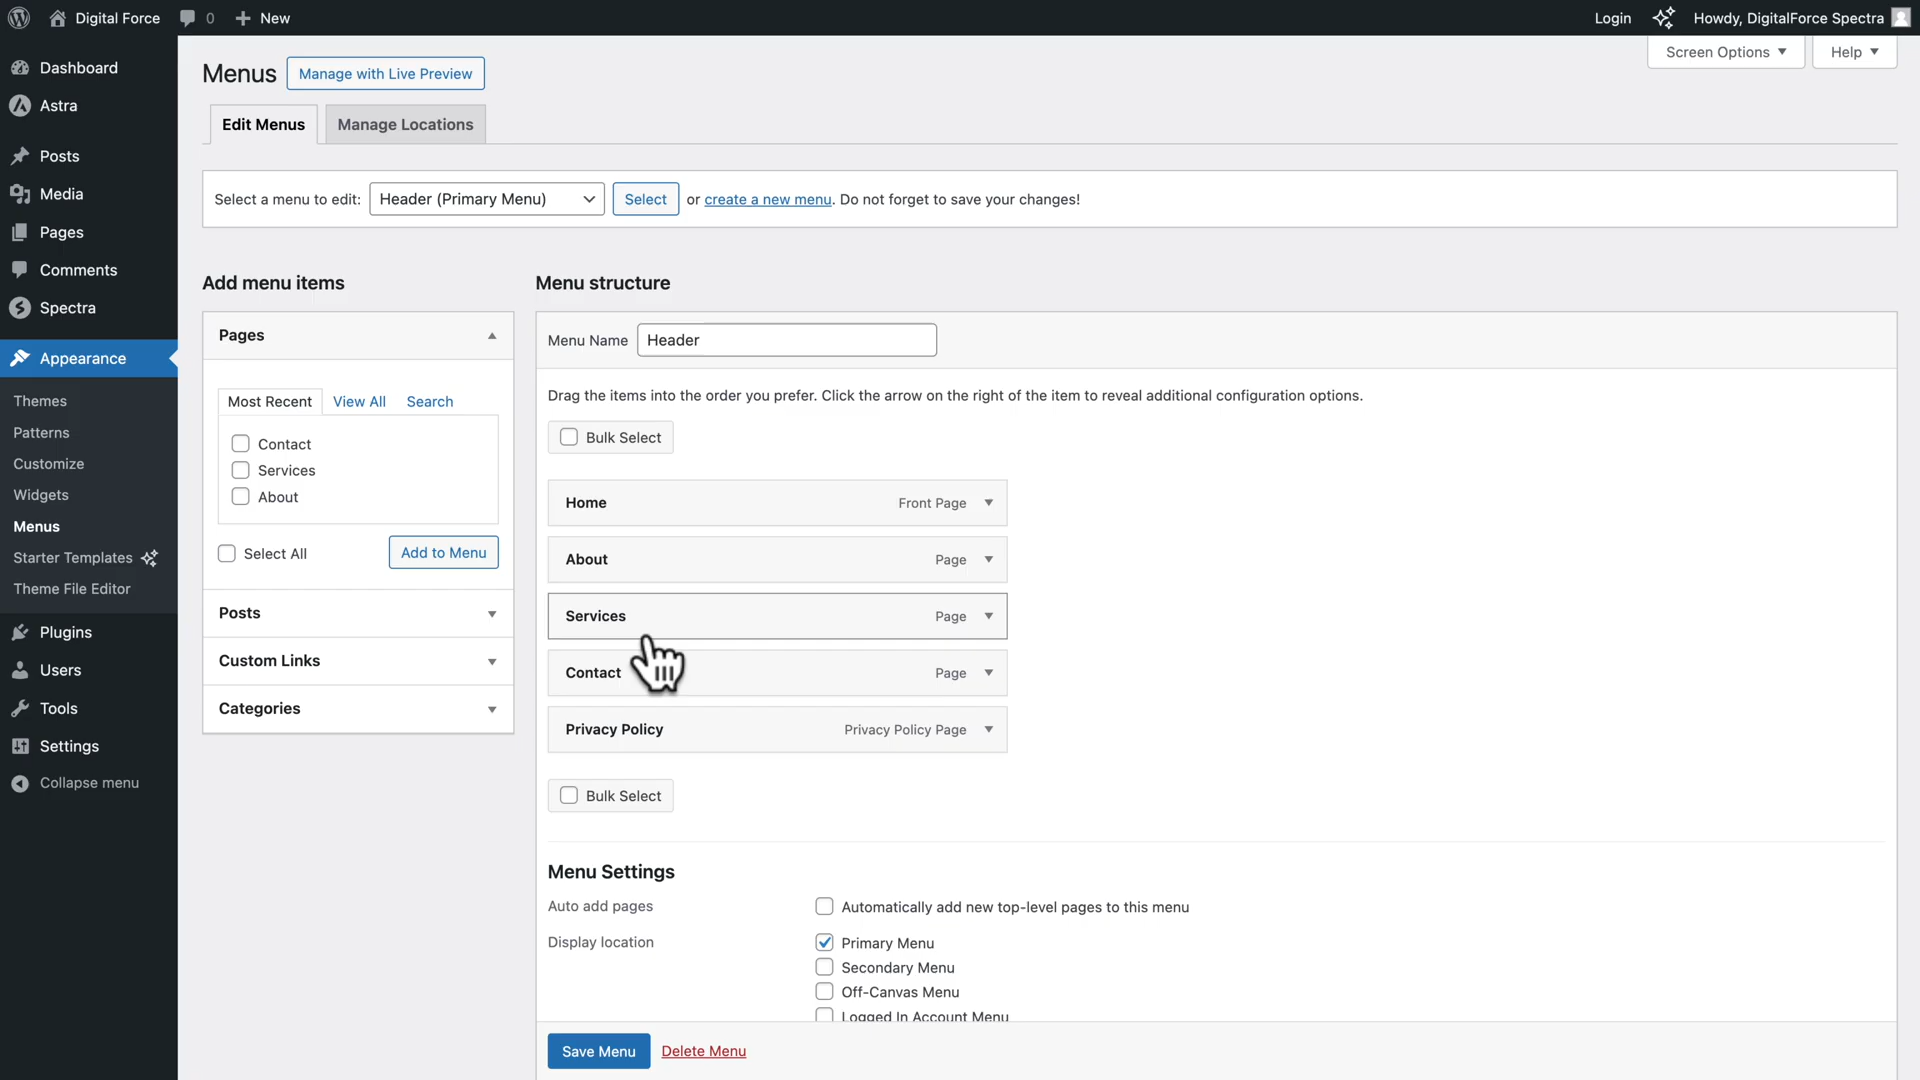 Digital Force
0
New
Login
Howdy, DigitalForce Spectra
Dashboard
Astra
Posts
Media
Pages
Comments
Spectra
Appearance
Themes
Patterns
Customize
Widgets
Menus
Starter Templates
Theme File Editor
Plugins
Users
Tools
Settings
Collapse menu
Screen Options
Help
Menus
Manage with Live Preview
Edit Menus
Manage Locations
Select a menu to edit: Header (Primary Menu) Select or create a new menu. Do not forget to save your changes!
Add menu items
Pages
Most Recent
View All
Search
Contact
Services
About
Select All
Add to Menu
Posts
Custom Links
Categories
Menu structure
Menu Name Header
Drag the items into the order you prefer. Click the arrow on the right of the item to reveal additional configuration options.
Bulk Select
Home Front Page
About Page
Services Page
Contact Page
Privacy Policy Privacy Policy Page
Bulk Select
Menu Settings
Auto add pages
Automatically add new top-level pages to this menu
Display location
Primary Menu
Secondary Menu
Off-Canvas Menu
Logged In Account Menu
Save Menu
Delete Menu